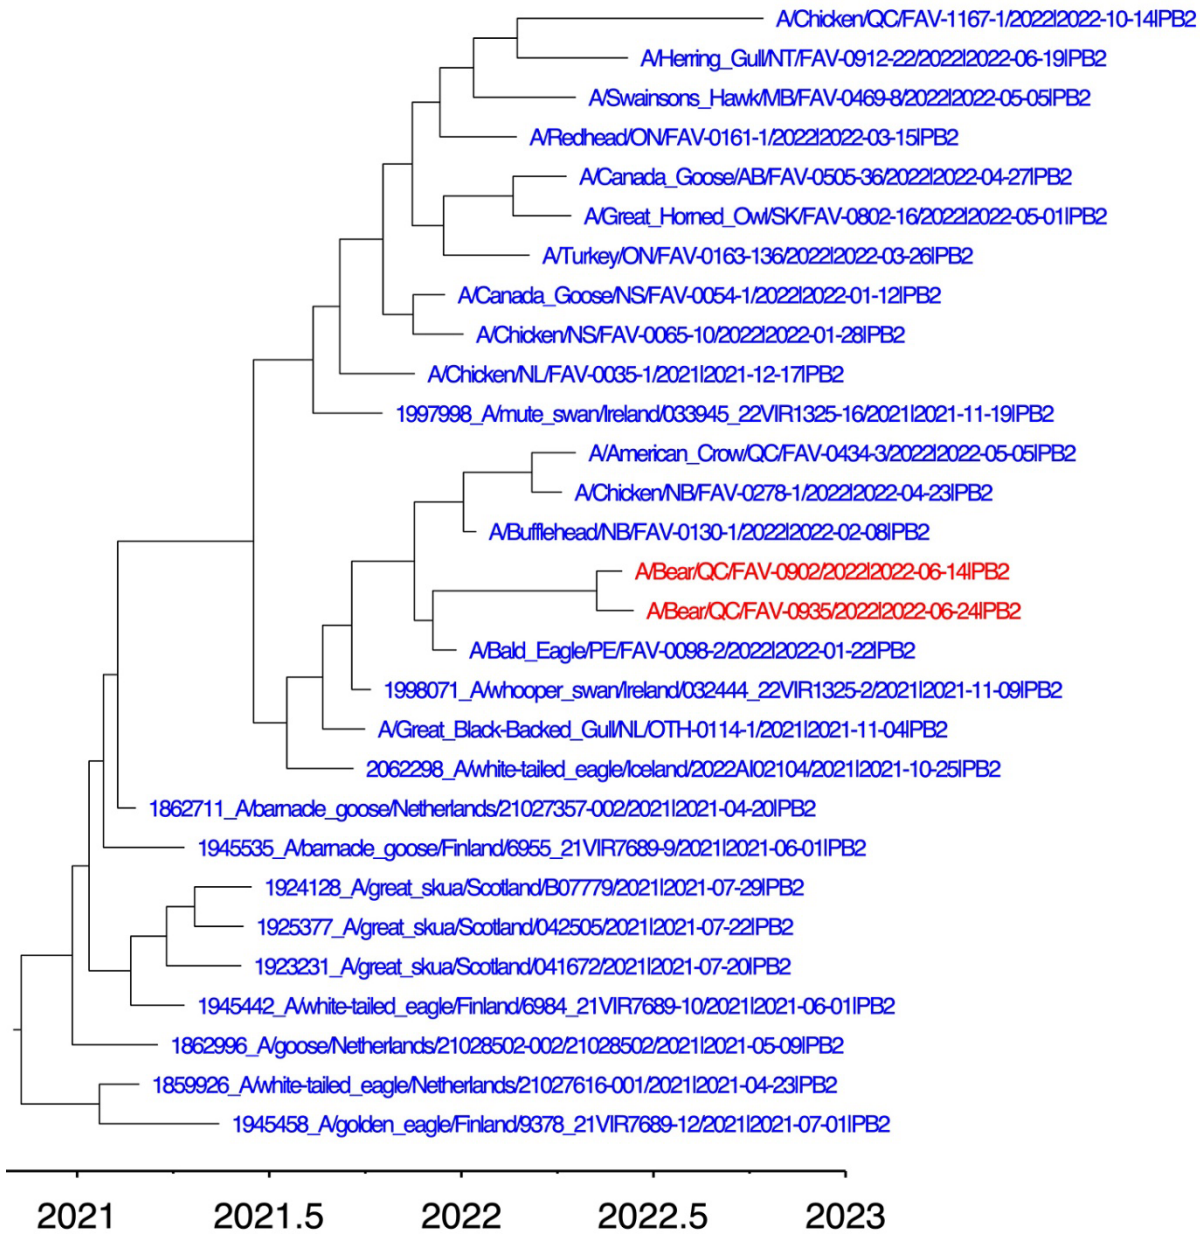 A/Chicken/QC/FAV-1167-1/2022|2022-10-14|PB2
A/Herring_Gull/NT/FAV-0912-22/2022|2022-06-19|PB2
A/Swainsons_Hawk/MB/FAV-0469-8/2022|2022-05-05|PB2
A/Redhead/ON/FAV-0161-1/2022|2022-03-15|PB2
A/Canada_Goose/AB/FAV-0505-36/2022|2022-04-27|PB2
A/Great_Horned_Owl/SK/FAV-0802-16/2022|2022-05-01|PB2
A/Turkey/ON/FAV-0163-136/2022|2022-03-26|PB2
A/Canada_Goose/NS/FAV-0054-1/2022|2022-01-12|PB2
A/Chicken/NS/FAV-0065-10/2022|2022-01-28|PB2
A/Chicken/NL/FAV-0035-1/2021|2021-12-17|PB2
1997998_A/mute_swan/Ireland/033945_22VIR1325-16/2021|2021-11-19|PB2
A/American_Crow/QC/FAV-0434-3/2022|2022-05-05|PB2
A/Chicken/NB/FAV-0278-1/2022|2022-04-23|PB2
A/Bufflehead/NB/FAV-0130-1/2022|2022-02-08|PB2
A/Bear/QC/FAV-0902/2022|2022-06-14|PB2
A/Bear/QC/FAV-0935/2022|2022-06-24|PB2
A/Bald_Eagle/PE/FAV-0098-2/2022|2022-01-22|PB2
1998071_A/whooper_swan/Ireland/032444_22VIR1325-2/2021|2021-11-09|PB2
A/Great_Black-Backed_Gull/NL/OTH-0114-1/2021|2021-11-04|PB2
2062298_A/white-tailed_eagle/Iceland/2022AI02104/2021|2021-10-25|PB2
1862711_A/barnacle_goose/Netherlands/21027357-002/2021|2021-04-20|PB2
1945535_A/barnacle_goose/Finland/6955_21VIR7689-9/2021|2021-06-01|PB2
1924128_A/great_skua/Scotland/B07779/2021|2021-07-29|PB2
1925377_A/great_skua/Scotland/042505/2021|2021-07-22|PB2
1923231_A/great_skua/Scotland/041672/2021|2021-07-20|PB2
1945442_A/white-tailed_eagle/Finland/6984_21VIR7689-10/2021|2021-06-01|PB2
1862996_A/goose/Netherlands/21028502-002/21028502/2021|2021-05-09|PB2
1859926_A/white-tailed_eagle/Netherlands/21027616-001/2021|2021-04-23|PB2
1945458_A/golden_eagle/Finland/9378_21VIR7689-12/2021|2021-07-01|PB2
2021 2021.5 2022 2022.5 2023